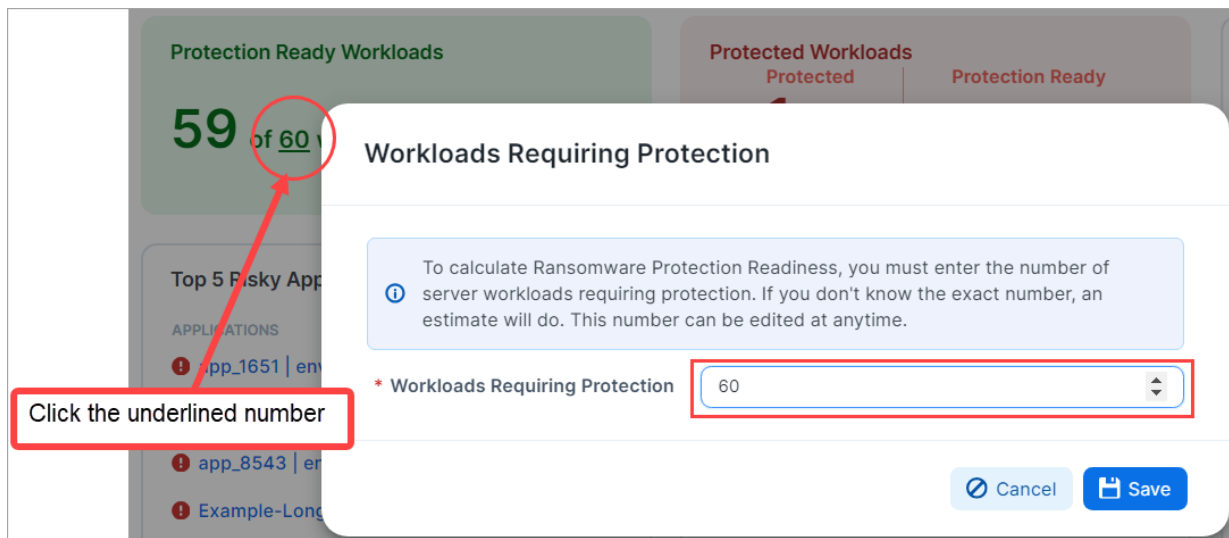 Protection Ready Workloads
59 of 60
Protected Workloads
Protected
Protection Ready
Workloads Requiring Protection
To calculate Ransomware Protection Readiness, you must enter the number of
server workloads requiring protection. If you don't know the exact number, an
estimate will do. This number can be edited at anytime.
* Workloads Requiring Protection
60
Cancel
Save
Top 5 Risky App
APPLICATIONS
app_1651 | env
Click the underlined number
app_8543 | er
Example-Long